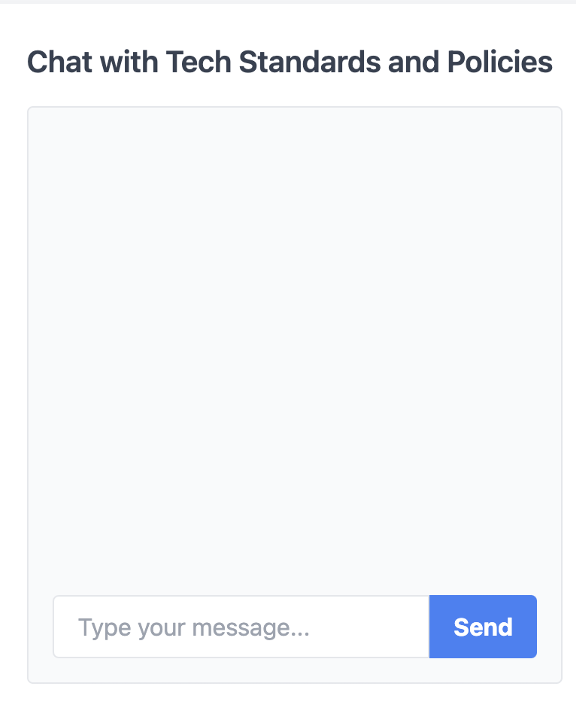 Chat with Tech Standards and Policies
Type your message...
Send